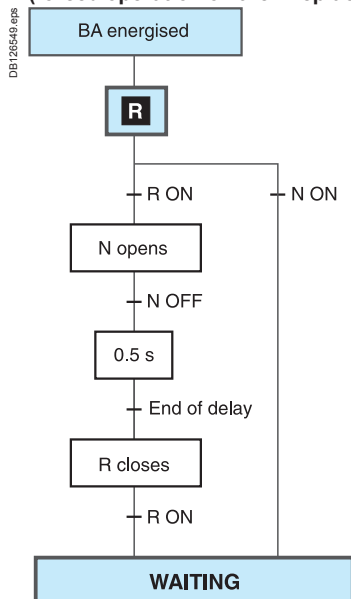 DB126549.eps
BA energised
R
R ON
N ON
N opens
N OFF
0.5 s
End of delay
R closes
R ON
WAITING